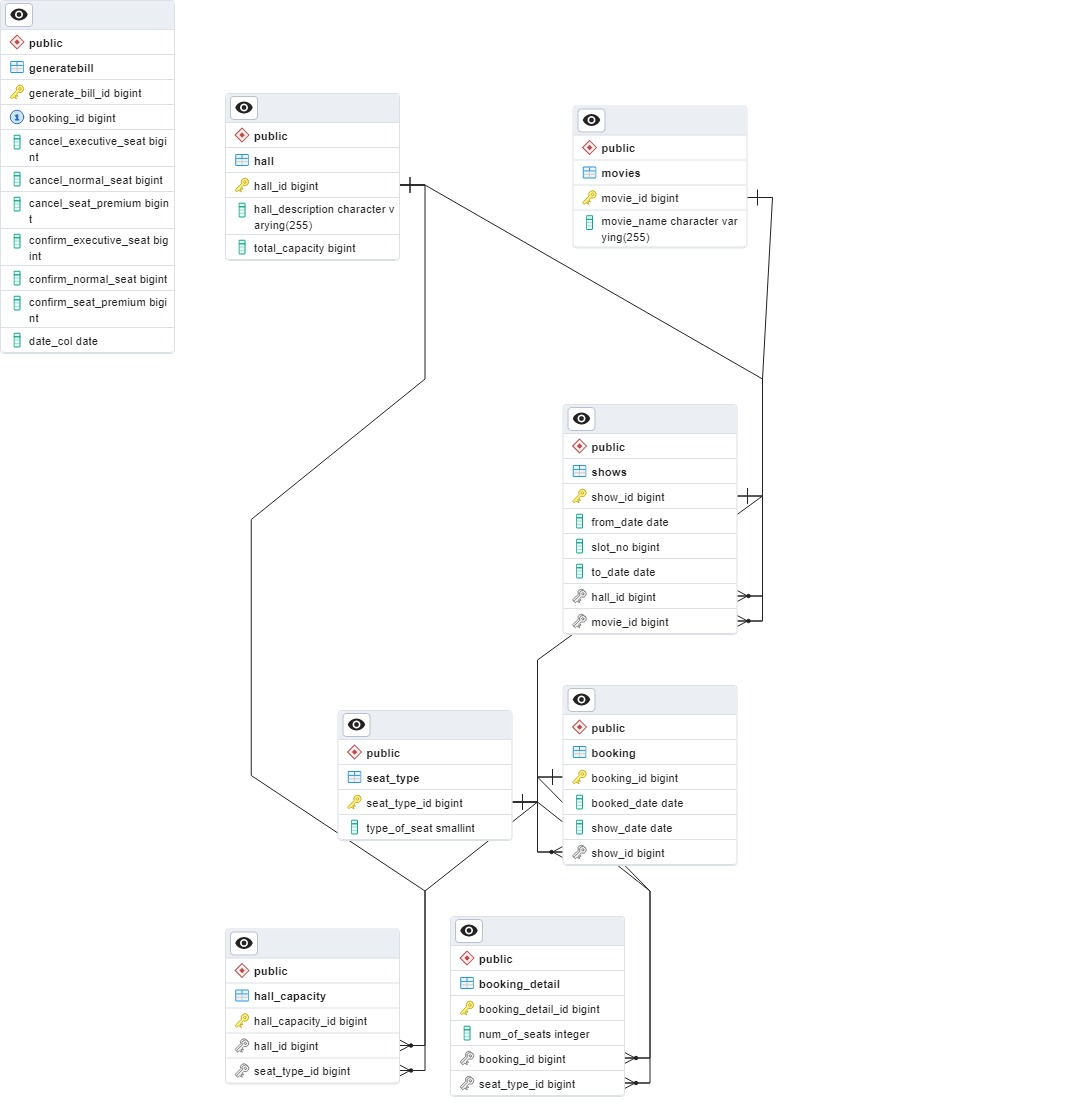 public
generatebill
generate_bill_id bigint
1
booking_id bigint
cancel_executive_seat bigi
nt
cancel_normal_seat bigint
cancel_seat_premium bigin
t
confirm_executive_seat big
int
confirm_normal_seat bigint
confirm_seat_premium bigi
nt
date_col date
public
hall
hall_id bigint
hall_description character v
arying(255)
total_capacity bigint
public
movies
movie_id bigint
movie_name character var
ying(255)
public
shows
show_id bigint
from_date date
slot_no bigint
to_date date
hall_id bigint
movie_id bigint
public
seat_type
seat_type_id bigint
type_of_seat smallint
public
booking
booking_id bigint
booked_date date
show_date date
show_id bigint
public
hall_capacity
hall_capacity_id bigint
hall_id bigint
seat_type_id bigint
public
booking_detail
booking_detail_id bigint
num_of_seats integer
booking_id bigint
seat_type_id bigint